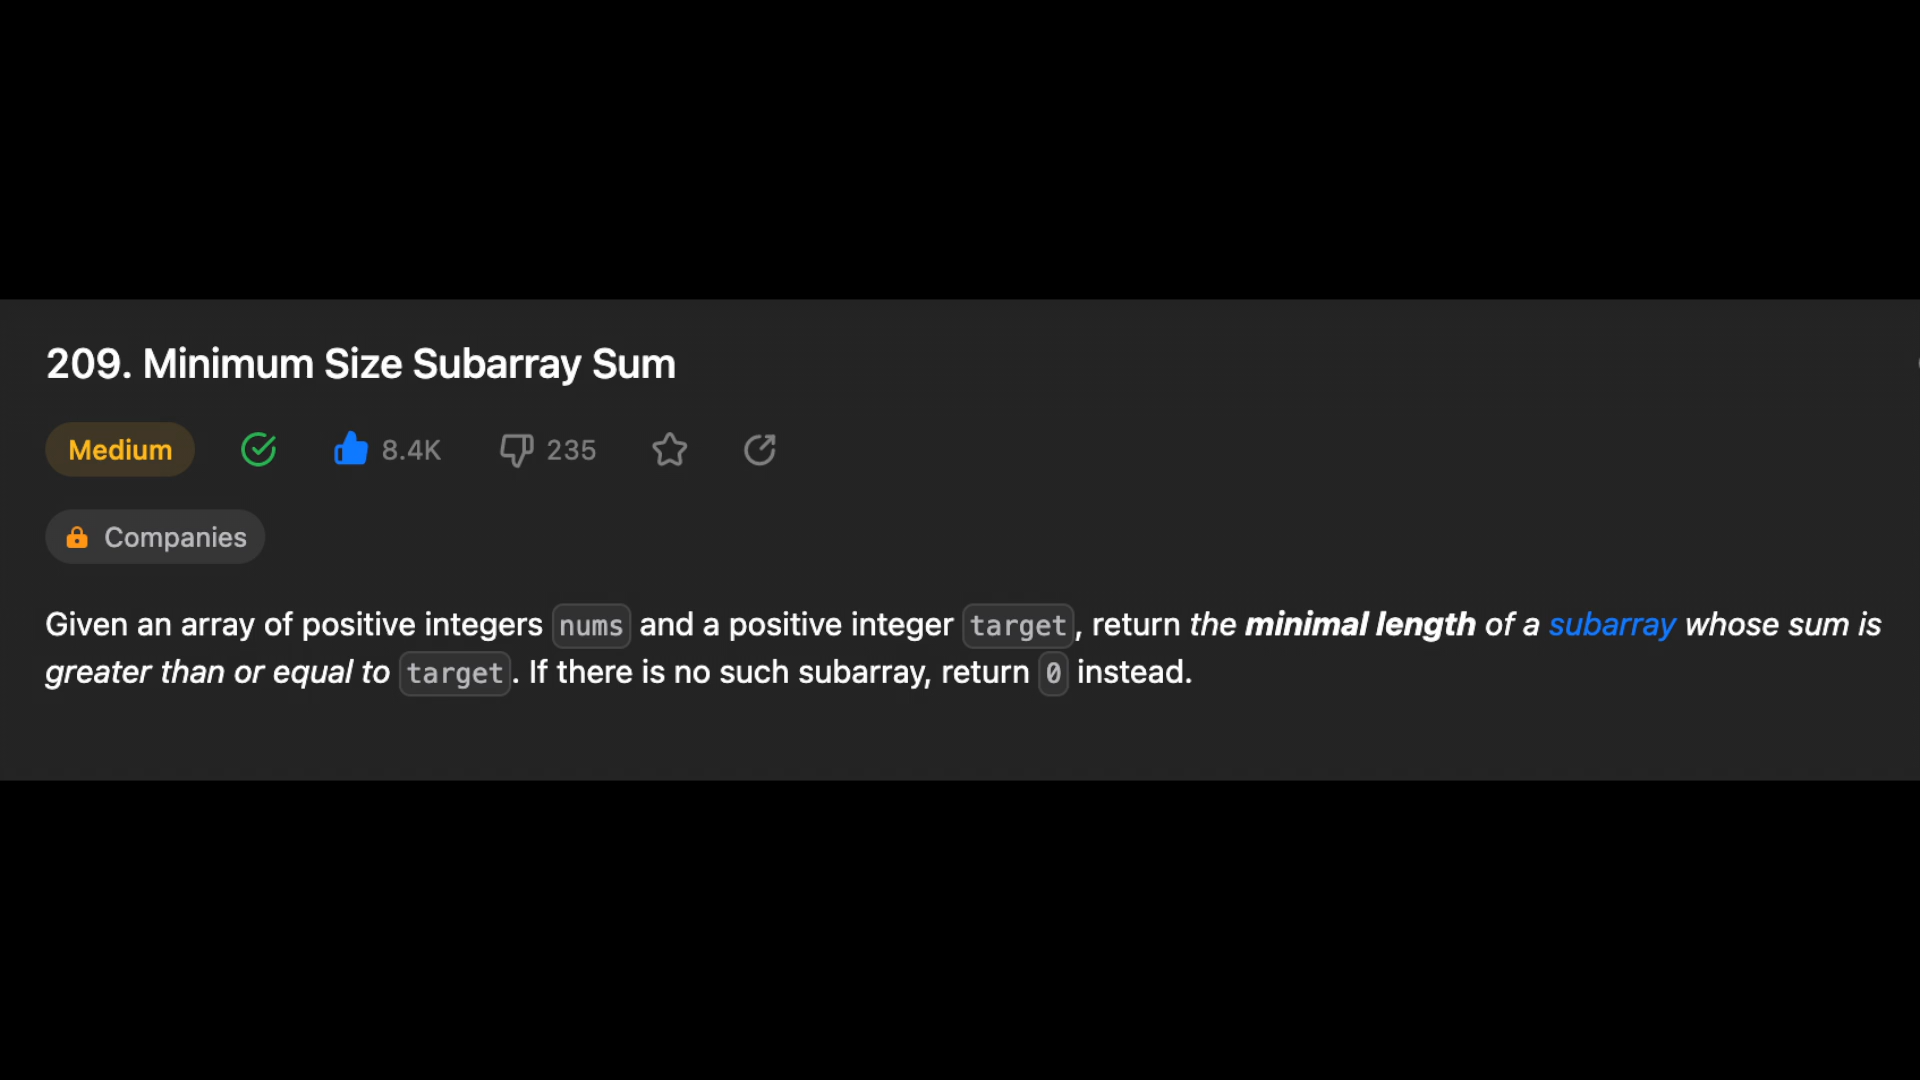 209. Minimum Size Subarray Sum
Medium 8.4K 235
Companies
Given an array of positive integers nums and a positive integer target, return the minimal length of a subarray whose sum is
greater than or equal to target. If there is no such subarray, return 0 instead.